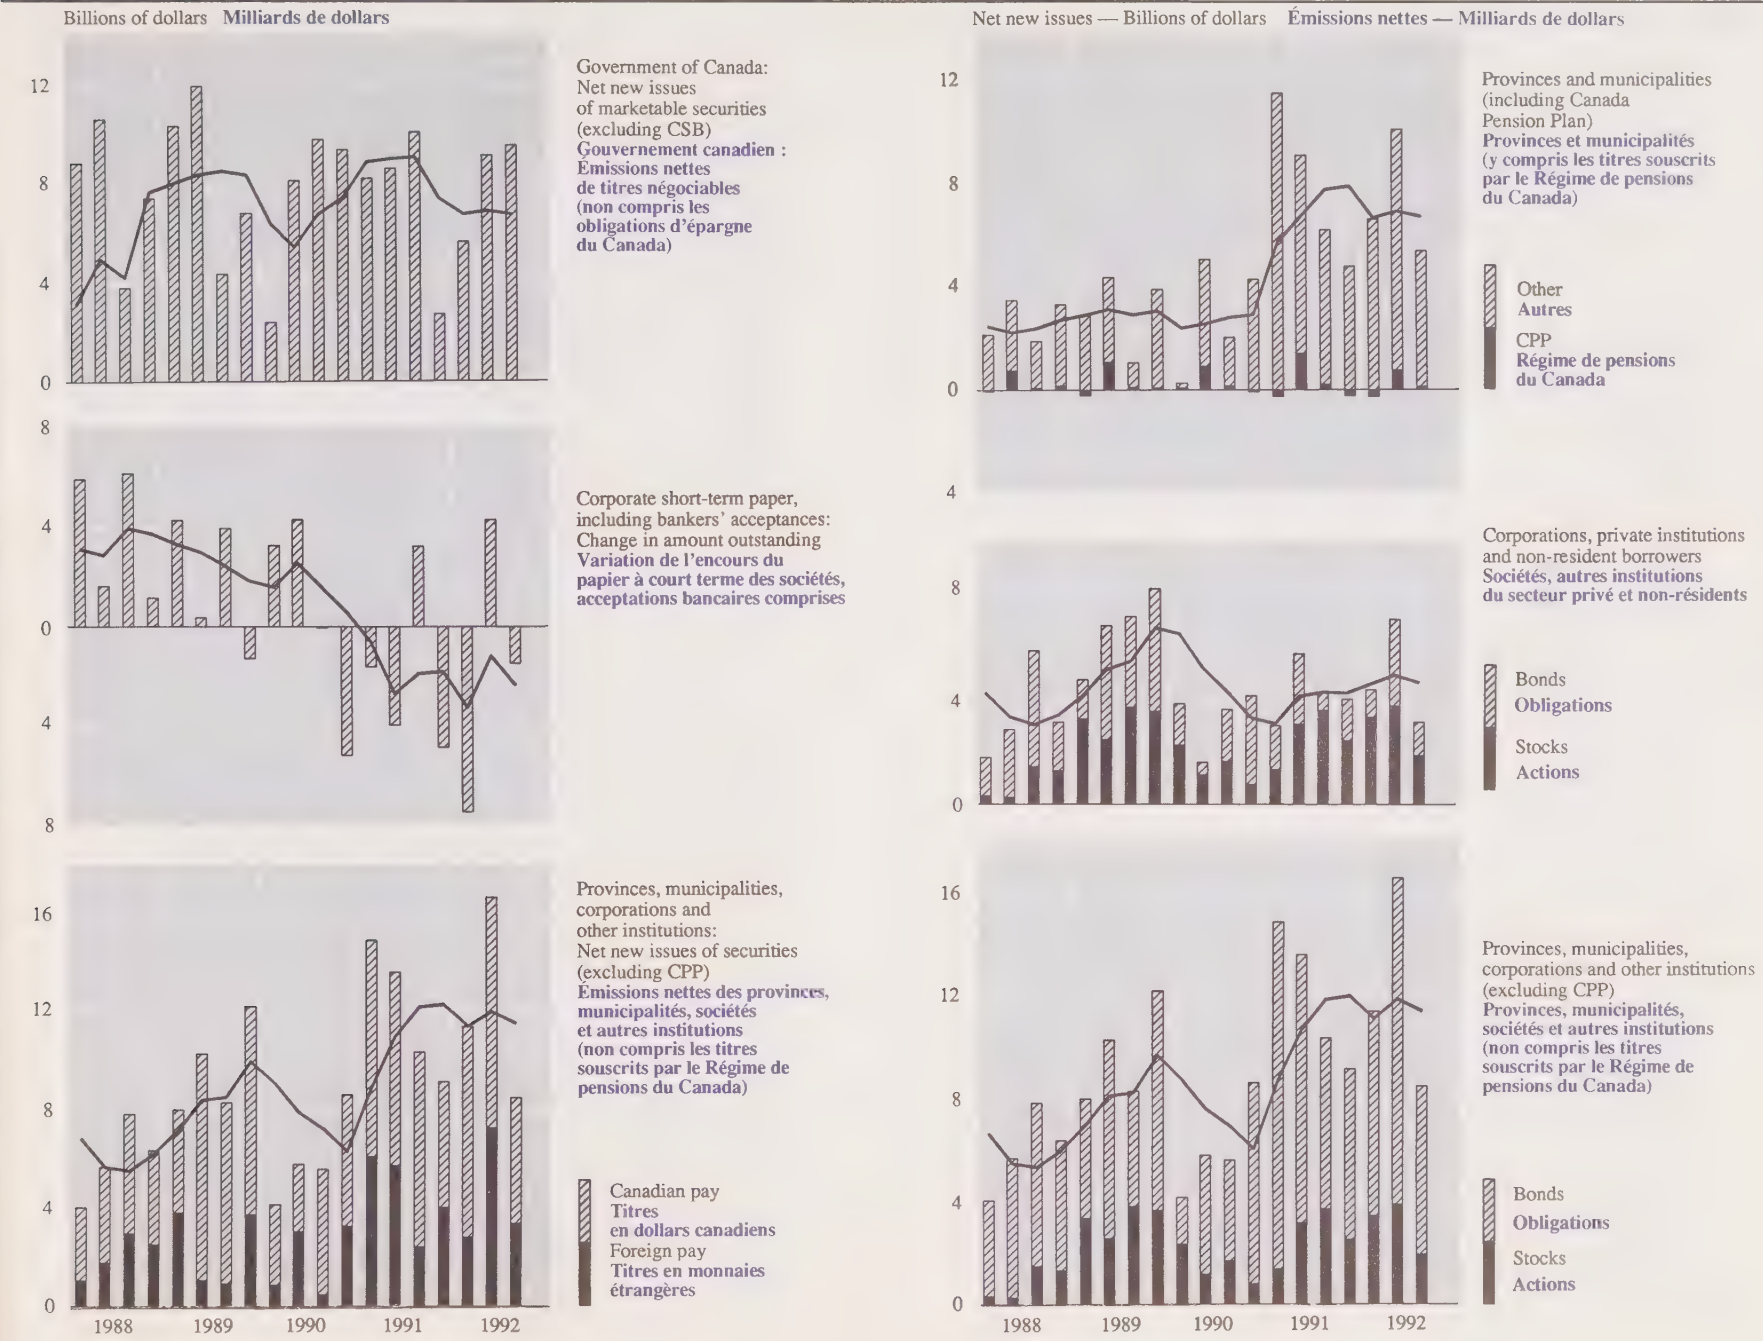 Billions of dollars Milliards de dollars
12
8
4
0
Government of Canada:
Net new issues
of marketable securities
(excluding CSB)
Gouvernement canadien :
Émissions nettes
de titres négociables
(non compris les
obligations d'épargne
du Canada)
8
4
0
4
8
Corporate short-term paper,
including bankers' acceptances:
Change in amount outstanding
Variation de l'encours du
papier à court terme des sociétés,
acceptations bancaires comprises
16
12
8
4
0
Provinces, municipalities,
corporations and
other institutions:
Net new issues of securities
(excluding CPP)
Émissions nettes des provinces,
municipalités, sociétés
et autres institutions
(non compris les titres
souscrits par le Régime de
pensions du Canada)
Canadian pay
Titres
en dollars canadiens
Foreign pay
Titres en monnaies
étrangères
1988 1989 1990 1991 1992
Net new issues — Billions of dollars Émissions nettes — Milliards de dollars
12
8
4
0
4
Provinces and municipalities
(including Canada
Pension Plan)
Provinces et municipalités
(y compris les titres souscrits
par le Régime de pensions
du Canada)
Other
Autres
CPP
Régime de pensions
du Canada
8
4
0
Corporations, private institutions
and non-resident borrowers
Sociétés, autres institutions
du secteur privé et non-résidents
Bonds
Obligations
Stocks
Actions
16
12
8
4
0
Provinces, municipalities,
corporations and other institutions
(excluding CPP)
Provinces, municipalités,
sociétés et autres institutions
(non compris les titres
souscrits par le Régime de
pensions du Canada)
Bonds
Obligations
Stocks
Actions
1988 1989 1990 1991 1992